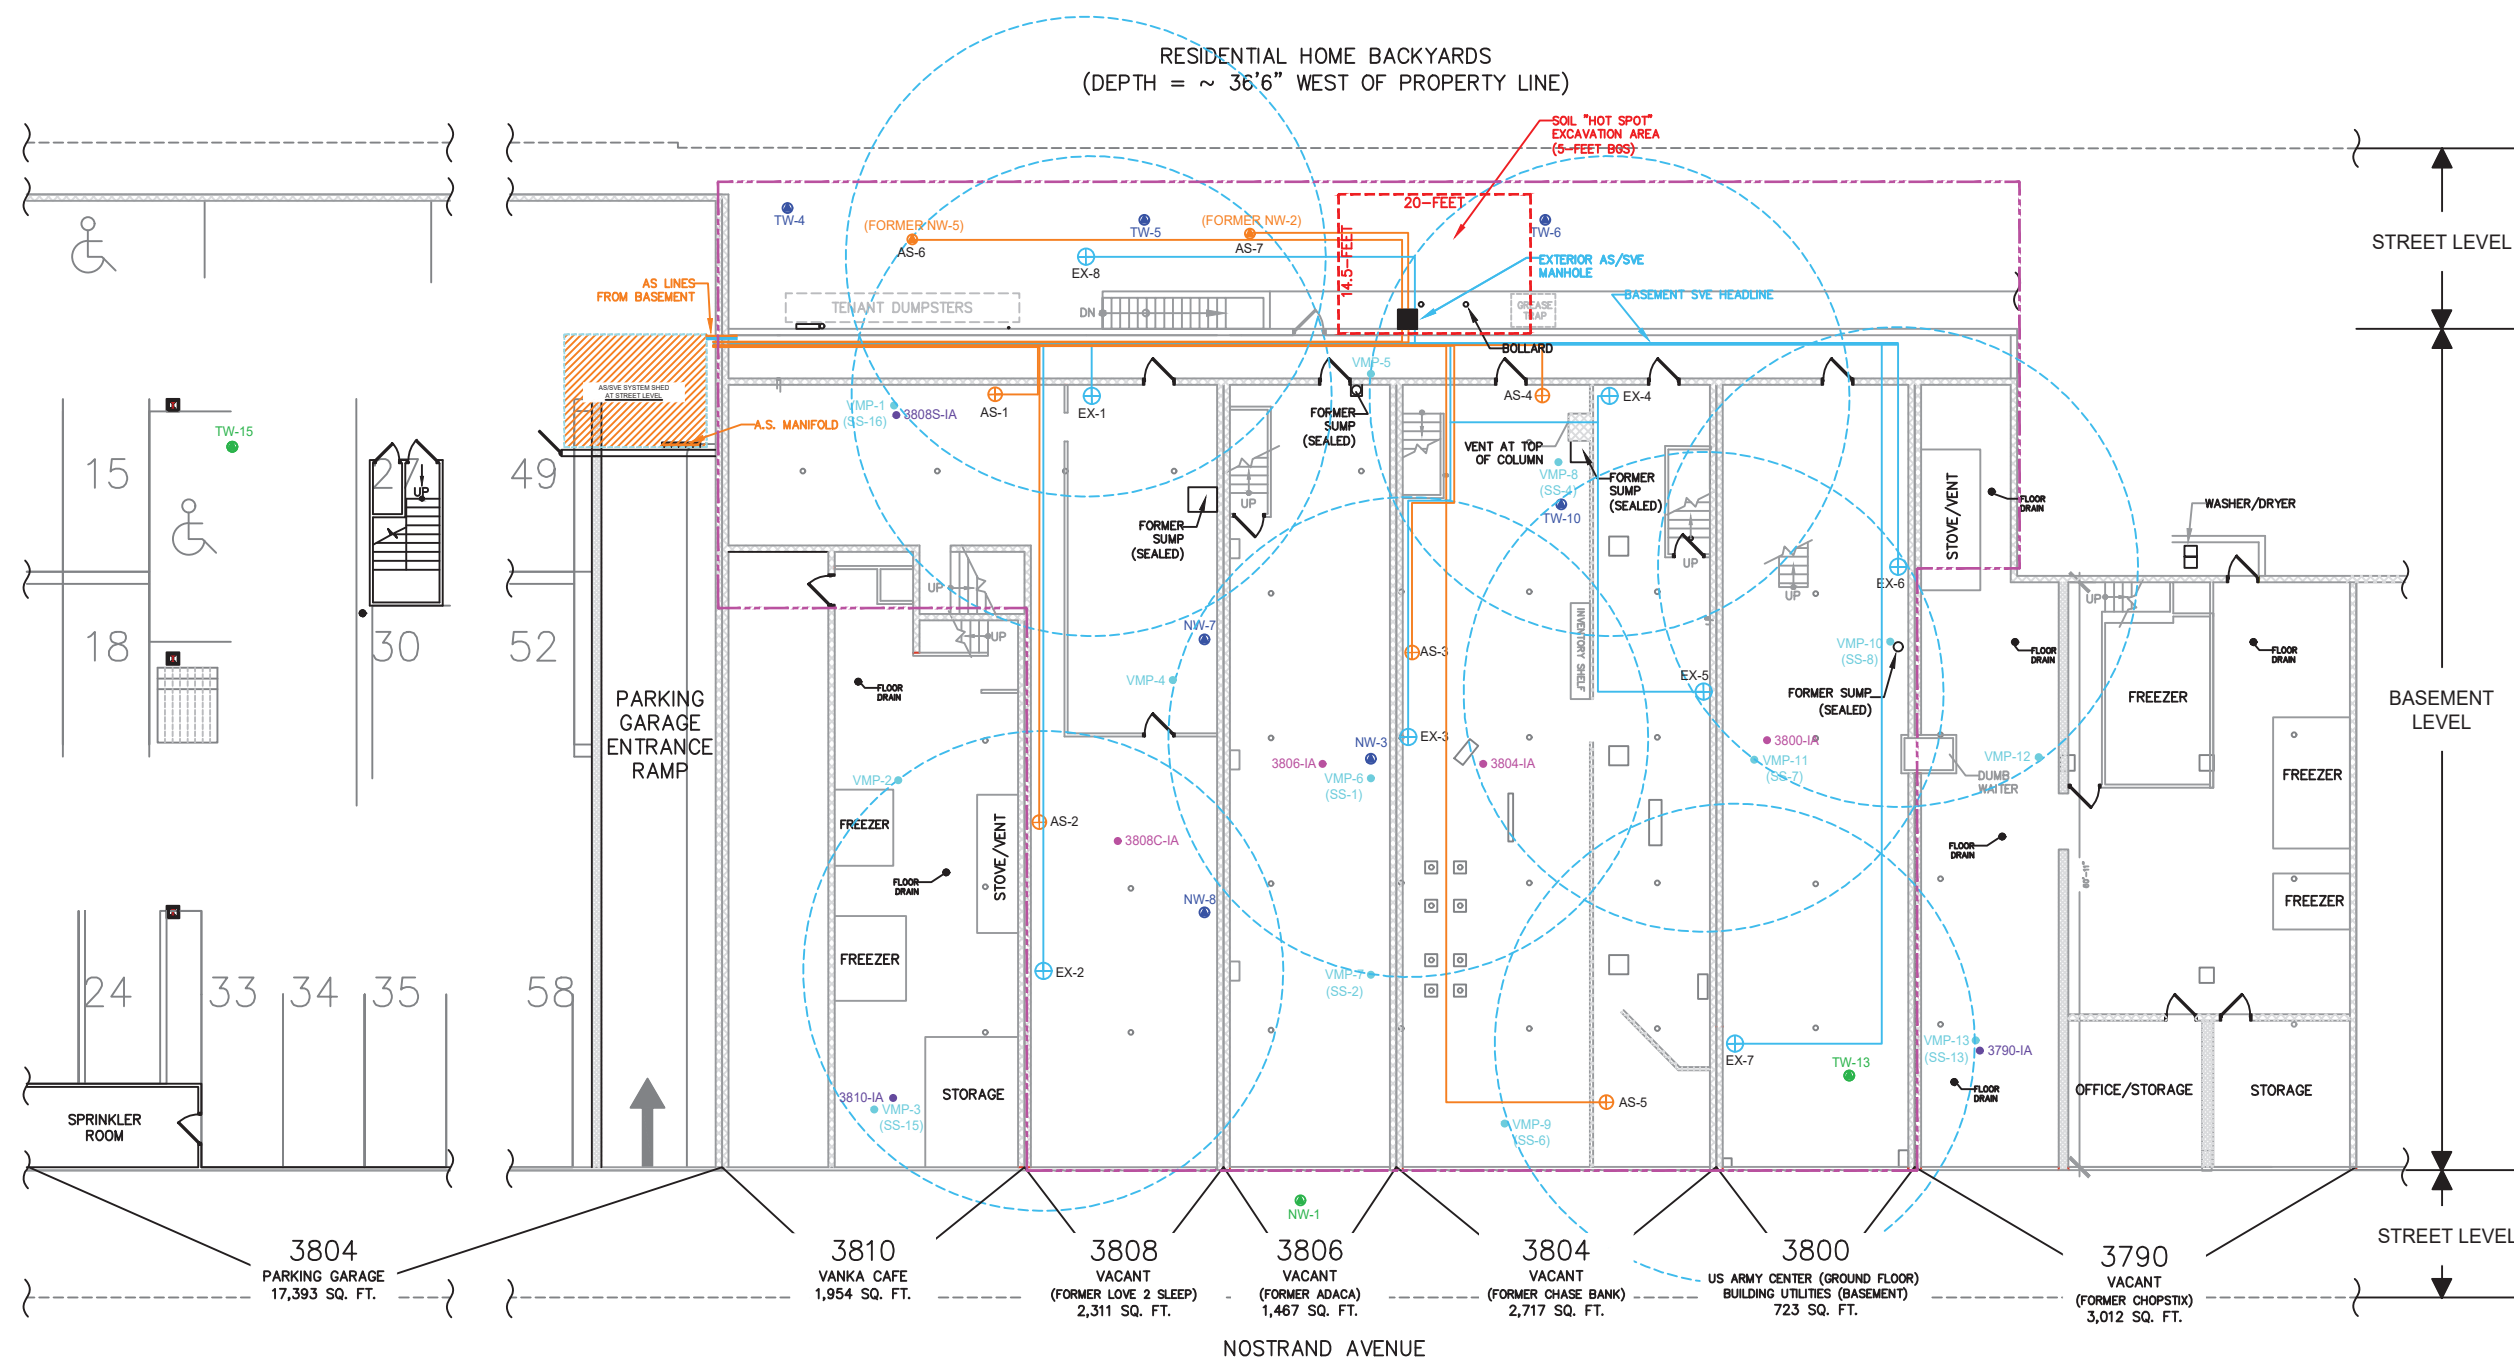 RESIDENTIAL HOME BACKYARDS
(DEPTH = ~ 36'6" WEST OF PROPERTY LINE)
SOIL "HOT SPOT"
EXCAVATION AREA
(5-FEET BGS)
20-FEET
14.5-FEET
TW-4
(FORMER NW-5)
AS-6
TW-5
(FORMER NW-2)
AS-7
TW-6
EX-8
EXTERIOR AS/SVE
MANHOLE
STREET LEVEL
AS LINES
FROM BASEMENT
TENANT DUMPSTERS
DN
GREASE
TRAP
BASEMENT SVE HEADLINE
BOLLARD
AS/SVE SYSTEM SHED
AT STREET LEVEL
VMP-5
VMP-1
(SS-16)
3808S-IA
AS-1
EX-1
FORMER
SUMP
(SEALED)
AS-4
EX-4
A.S. MANIFOLD
TW-15
15
27
49
UP
VENT AT TOP
OF COLUMN
VMP-8
(SS-4)
TW-10
FORMER
SUMP
(SEALED)
UP
FORMER
SUMP
(SEALED)
STOVE/VENT
FLOOR
DRAIN
WASHER/DRYER
UP
UP
UP
EX-6
UP
UP
18
30
52
NW-7
INVENTORY SHELF
AS-3
VMP-10
(SS-8)
FLOOR
DRAIN
FLOOR
DRAIN
VMP-4
EX-5
FORMER SUMP
(SEALED)
FLOOR
DRAIN
FREEZER
BASEMENT
LEVEL
PARKING
GARAGE
ENTRANCE
RAMP
EX-3
NW-3
3800-IA
3806-IA
VMP-6
(SS-1)
3804-IA
VMP-11
(SS-7)
VMP-12
DUMB
WAITER
FREEZER
VMP-2
FREEZER
STOVE/VENT
AS-2
3808C-IA
FLOOR
DRAIN
60'-11"
FLOOR
DRAIN
NW-8
FREEZER
FREEZER
EX-2
VMP-7
(SS-2)
24
33
34
35
58
EX-7
TW-13
VMP-13
(SS-13)
3790-IA
3810-IA
VMP-3
(SS-15)
STORAGE
AS-5
VMP-9
(SS-6)
FLOOR
DRAIN
OFFICE/STORAGE
STORAGE
SPRINKLER
ROOM
NW-1
STREET LEVEL
3804
PARKING GARAGE
17,393 SQ. FT.
3810
VANKA CAFE
1,954 SQ. FT.
3808
VACANT
(FORMER LOVE 2 SLEEP)
2,311 SQ. FT.
3806
VACANT
(FORMER ADACA)
1,467 SQ. FT.
3804
VACANT
(FORMER CHASE BANK)
2,717 SQ. FT.
3800
US ARMY CENTER (GROUND FLOOR)
BUILDING UTILITIES (BASEMENT)
723 SQ. FT.
3790
VACANT
(FORMER CHOPSTIX)
3,012 SQ. FT.
NOSTRAND AVENUE